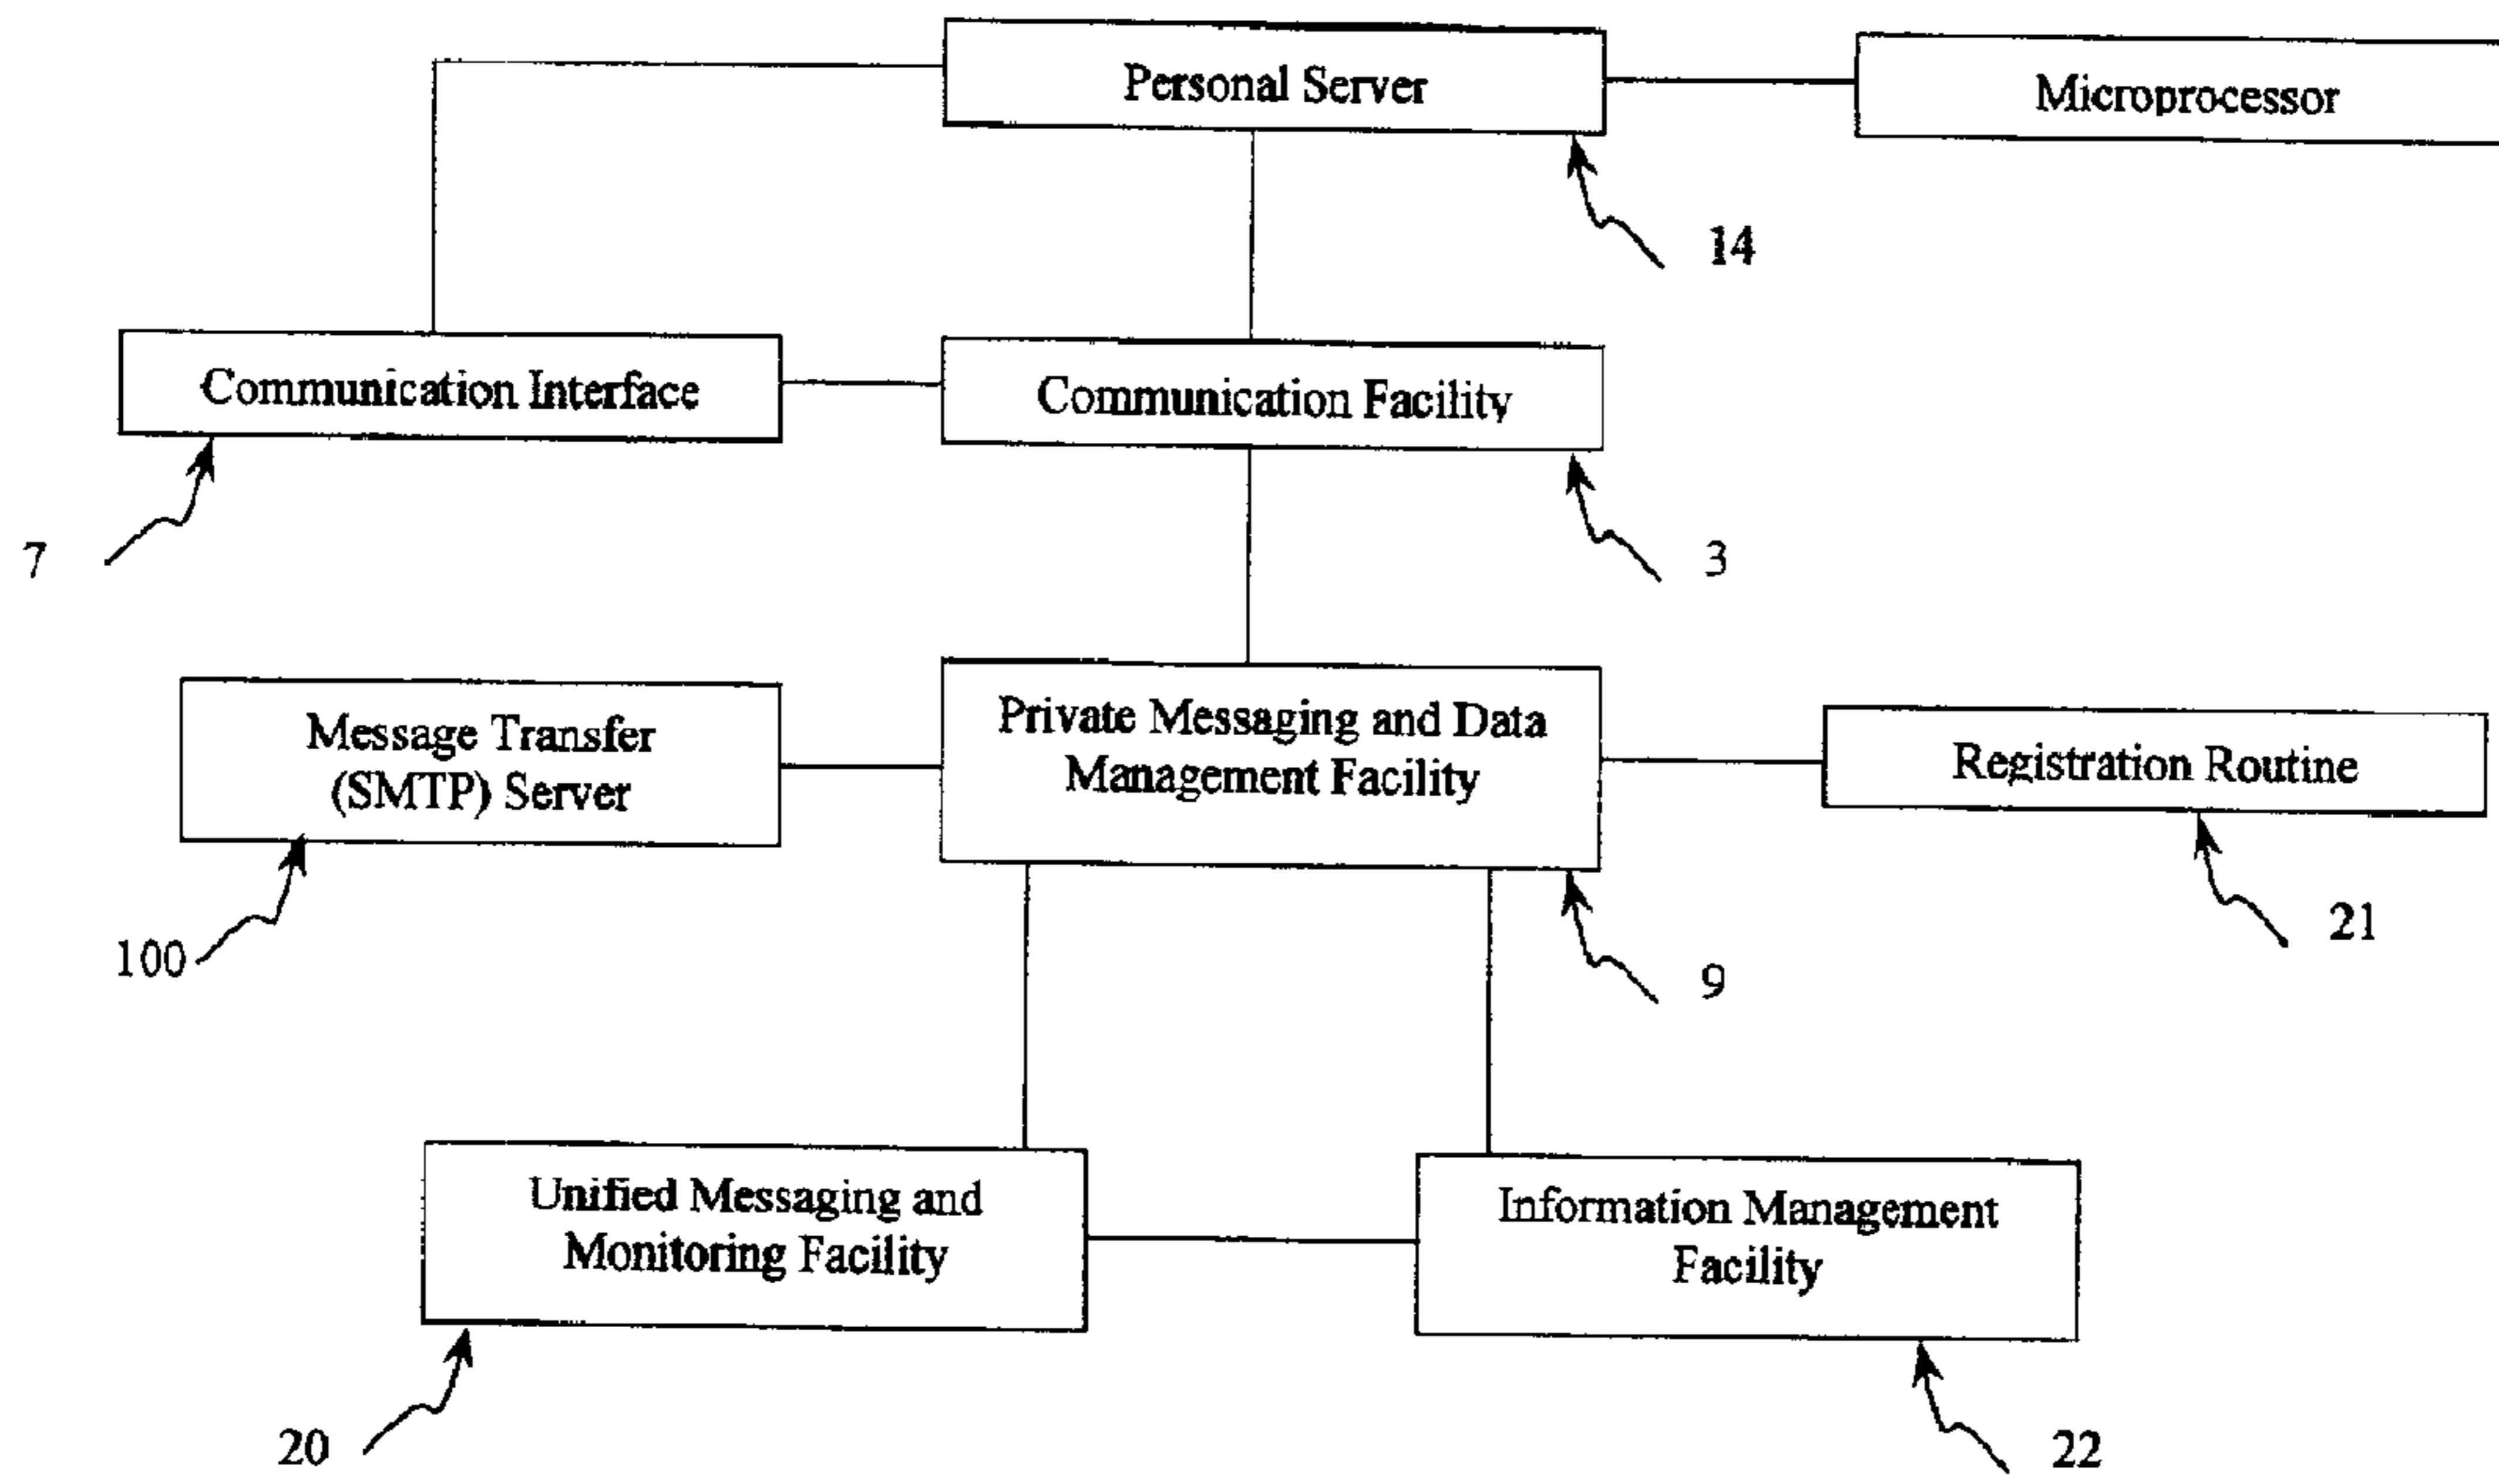 Personal Server
Microprocessor
14
Communication Interface
Communication Facility
7
3
Message Transfer
(SMTP) Server
Private Messaging and Data
Management Facility
Registration Routine
100
9
21
Unified Messaging and
Monitoring Facility
Information Management
Facility
20
22